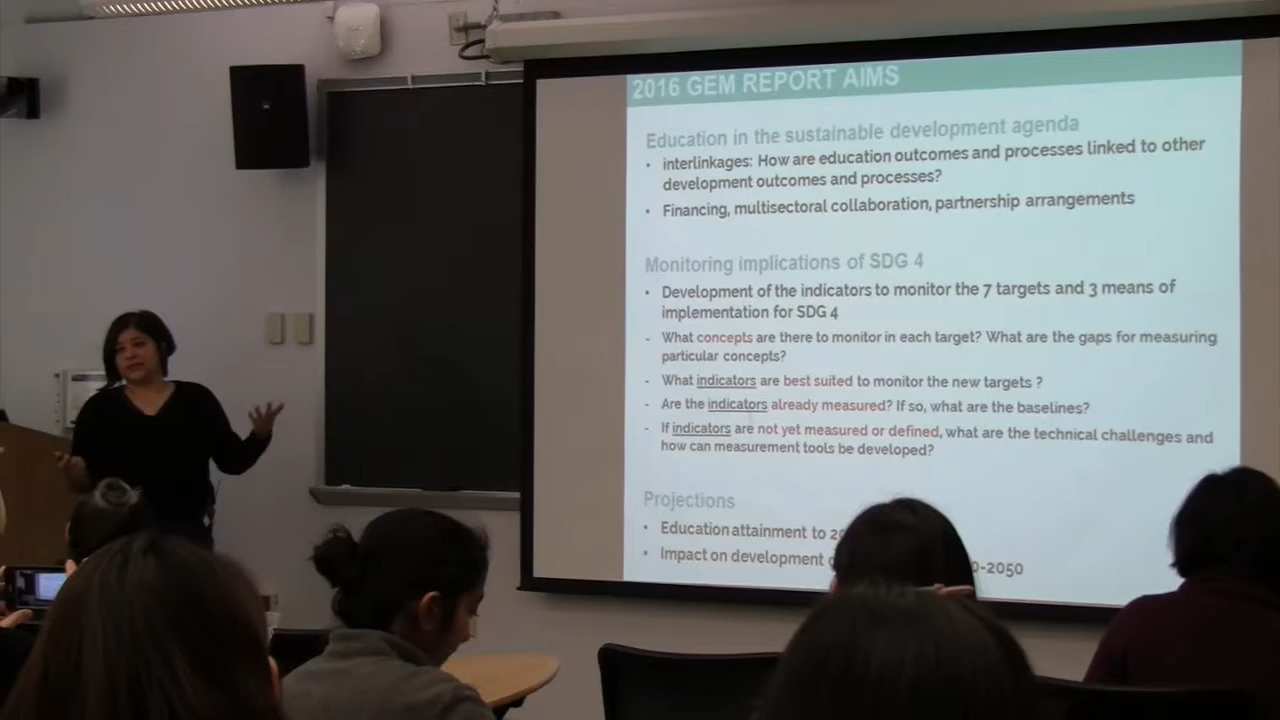 2016 GEM REPORT AIMS
Education in the sustainable development agenda
• interlinkages: How are education outcomes and processes linked to other
development outcomes and processes?
• Financing, multisectoral collaboration, partnership arrangements
Monitoring implications of SDG 4
• Development of the indicators to monitor the 7 targets and 3 means of
implementation for SDG 4
- What concepts are there to monitor in each target? What are the gaps for measuring
particular concepts?
- What indicators are best suited to monitor the new targets ?
- Are the indicators already measured? If so, what are the baselines?
- If indicators are not yet measured or defined, what are the technical challenges and
how can measurement tools be developed?
Projections
• Education attainment to
• Impact on development -2050